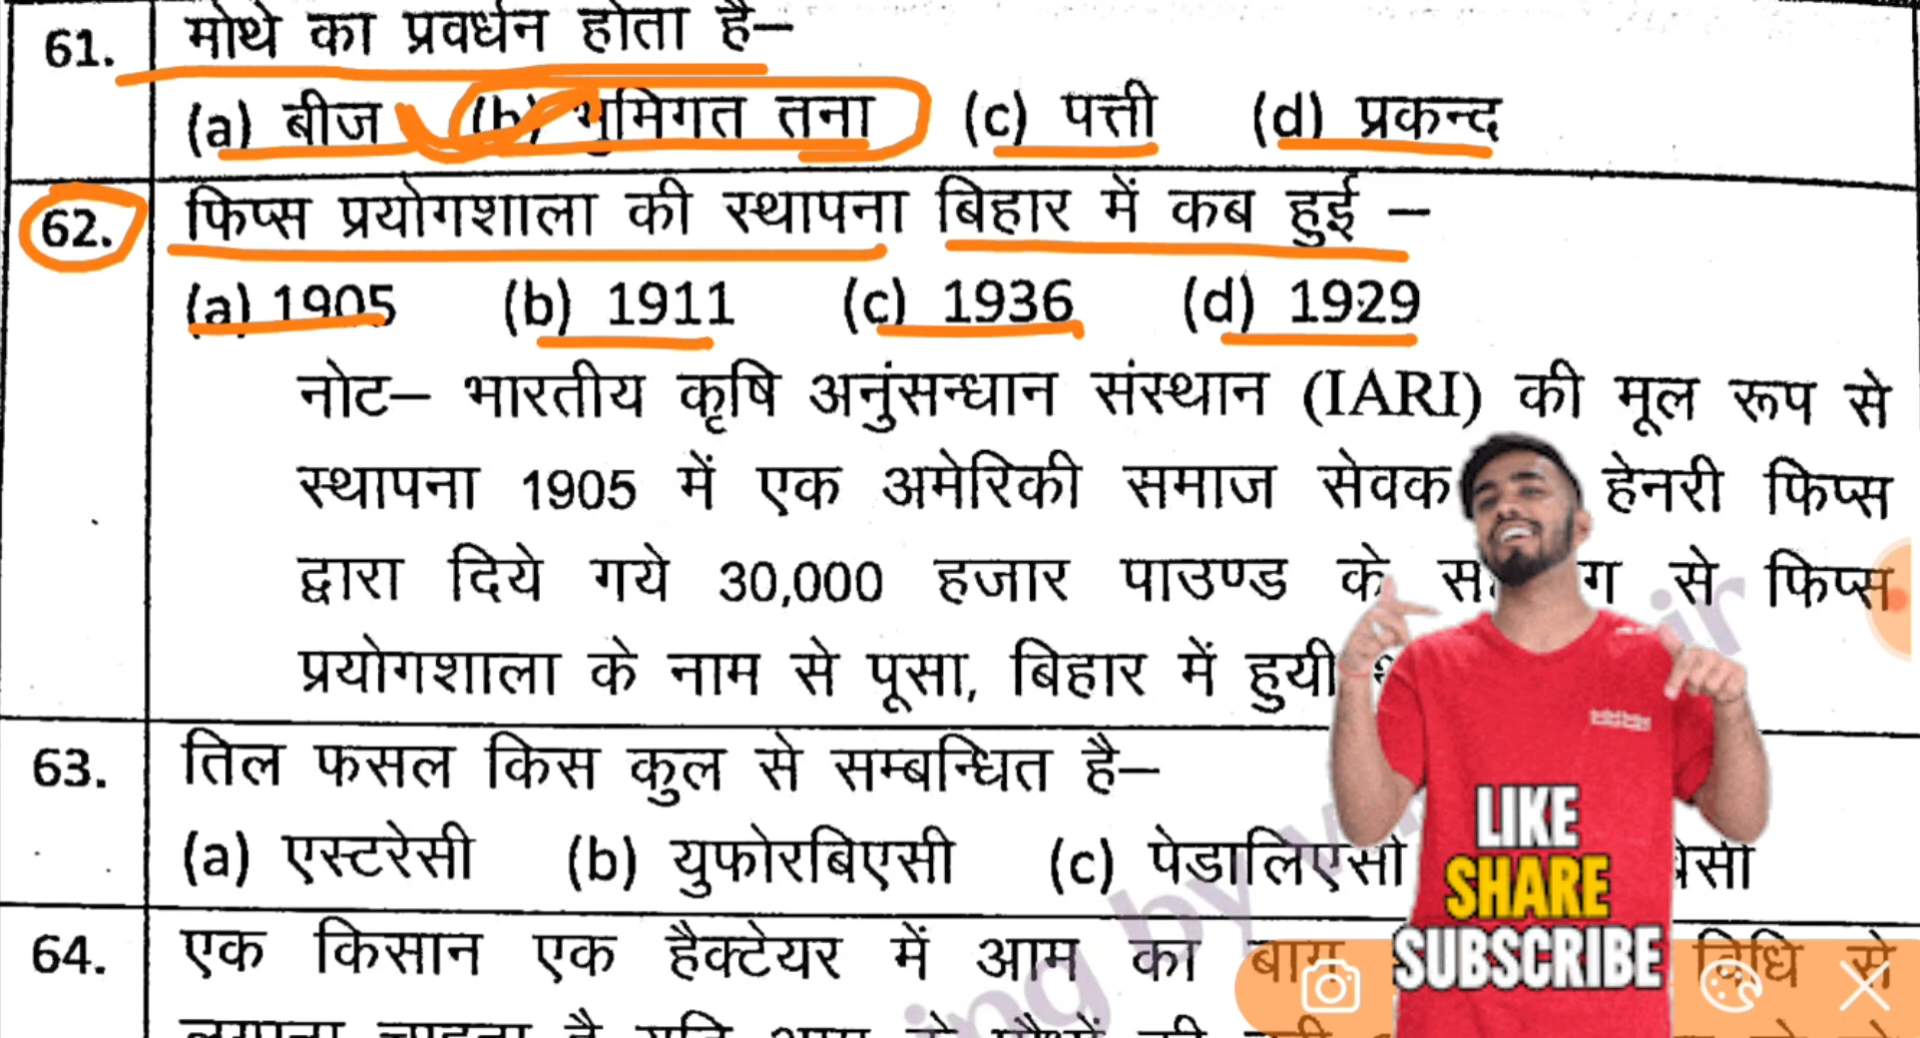 61. मोथे का प्रवर्धन होता है–
(a) बीज (b) भूमिगत तना (c) पत्ती (d) प्रकन्द
62. फिप्स प्रयोगशाला की स्थापना बिहार में कब हुई –
(a) 1905 (b) 1911 (c) 1936 (d) 1929
नोट– भारतीय कृषि अनुंसन्धान संस्थान (IARI) की मूल रूप से
स्थापना 1905 में एक अमेरिकी समाज सेवक हेनरी फिप्स
द्वारा दिये गये 30,000 हजार पाउण्ड के से फिप्स
प्रयोगशाला के नाम से पूसा, बिहार में हुयी
63. तिल फसल किस कुल से सम्बन्धित है–
(a) एस्टरेसी (b) युफोरबिएसी (c) पेडालिएसी
64. एक किसान एक हैक्टेयर में आम का बाग विधि से
LIKE
SHARE
SUBSCRIBE